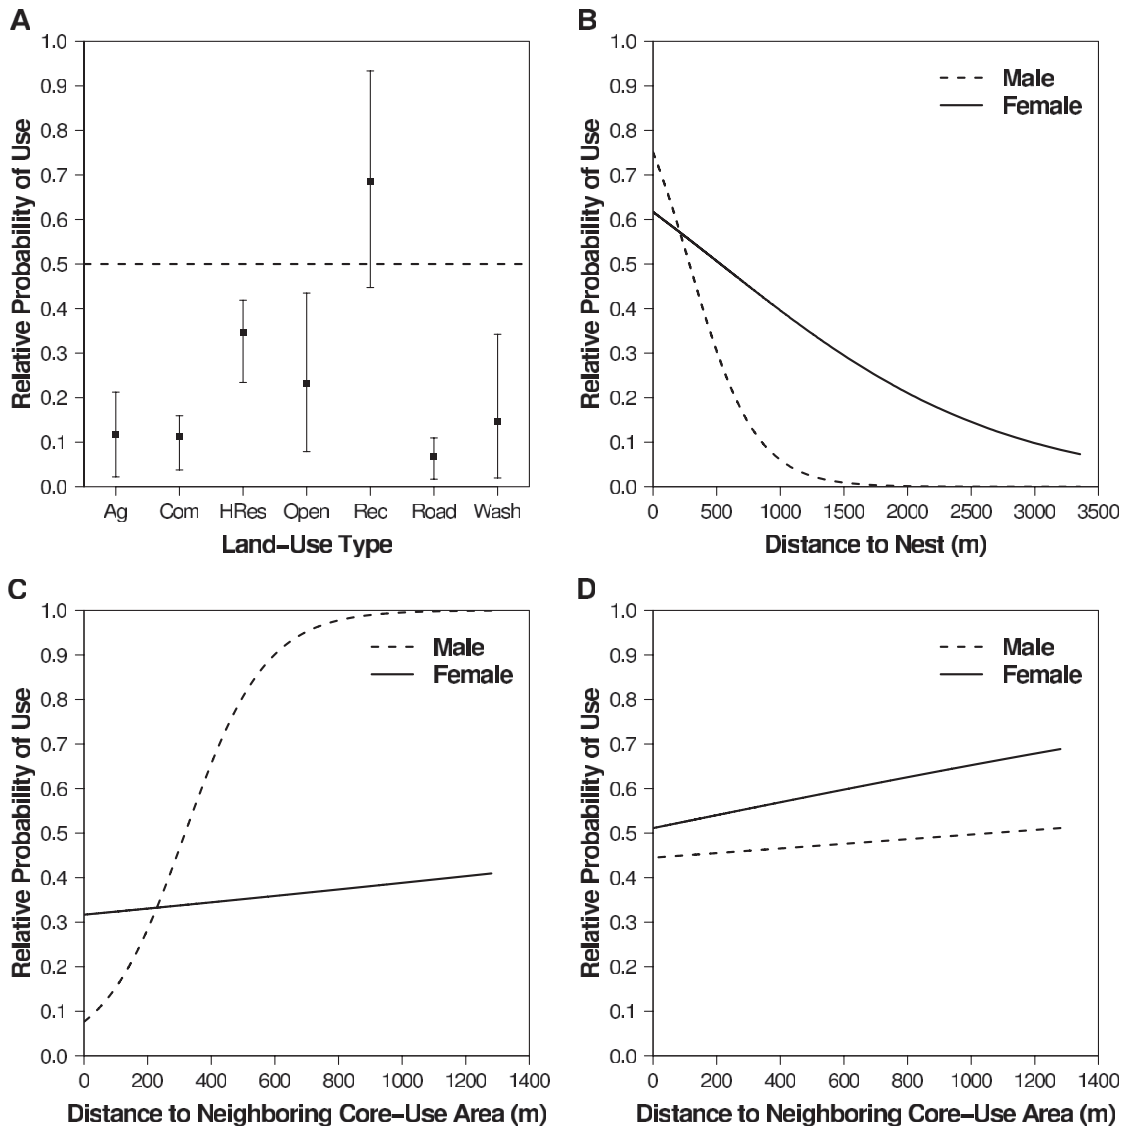 A
Relative Probability of Use
1.0
0.9
0.8
0.7
0.6
0.5
0.4
0.3
0.2
0.1
0.0
Ag Com HRes Open Rec Road Wash
Land–Use Type
B
Relative Probability of Use
1.0
0.9
0.8
0.7
0.6
0.5
0.4
0.3
0.2
0.1
0.0
Male
Female
0 500 1000 1500 2000 2500 3000 3500
Distance to Nest (m)
C
Relative Probability of Use
1.0
0.9
0.8
0.7
0.6
0.5
0.4
0.3
0.2
0.1
0.0
Male
Female
0 200 400 600 800 1000 1200 1400
Distance to Neighboring Core–Use Area (m)
D
Relative Probability of Use
1.0
0.9
0.8
0.7
0.6
0.5
0.4
0.3
0.2
0.1
0.0
Male
Female
0 200 400 600 800 1000 1200 1400
Distance to Neighboring Core–Use Area (m)